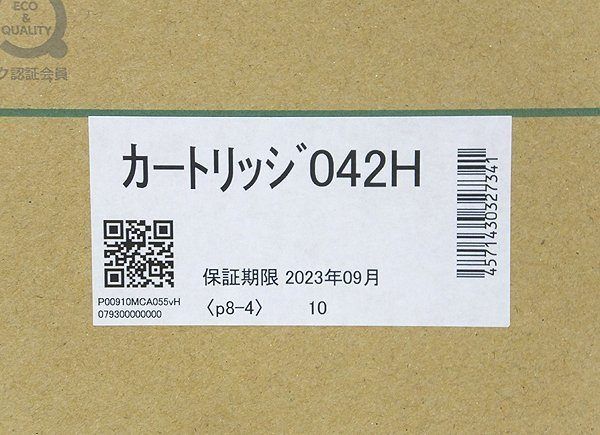 ECO
&
QUALITY
ク認証会員
カートリッジ042H
4571430327341
保証期限 2023年09月
P00910MCA055vH
079300000000
〈p8-4〉 10